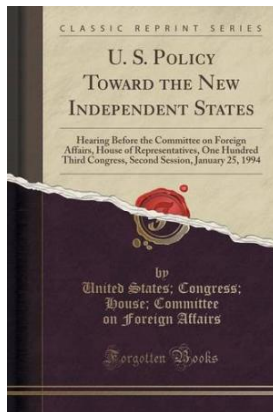 CLASSIC REPRINT SERIES
U. S. POLICY
TOWARD THE NEW
INDEPENDENT STATES
Hearing Before the Committee on Foreign
Affairs, House of Representatives, One Hundred
Third Congress, Second Session, January 25, 1994
by
United States; Congress;
House; Committee
on Foreign Affairs
Forgotten Books